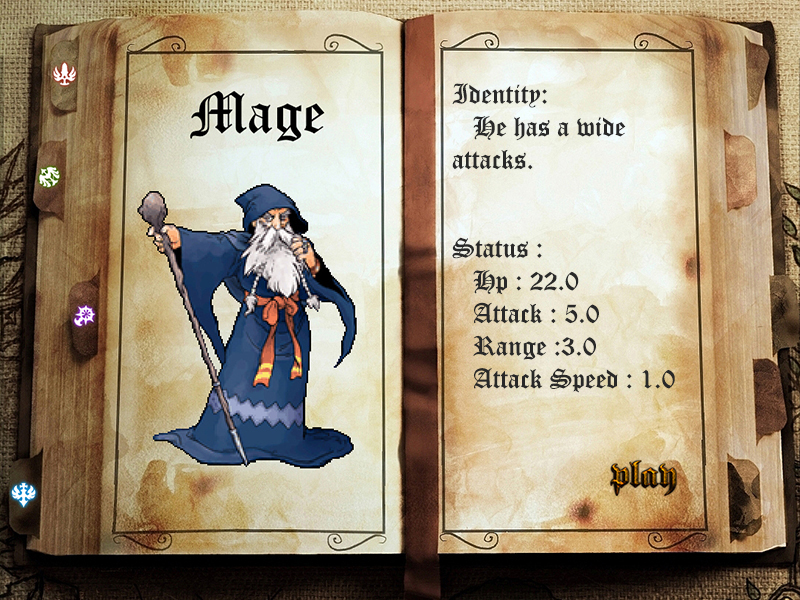 Mage
Identity:
He has a wide
attacks.
Status :
Hp : 22.0
Attack : 5.0
Range :3.0
Attack Speed : 1.0
play